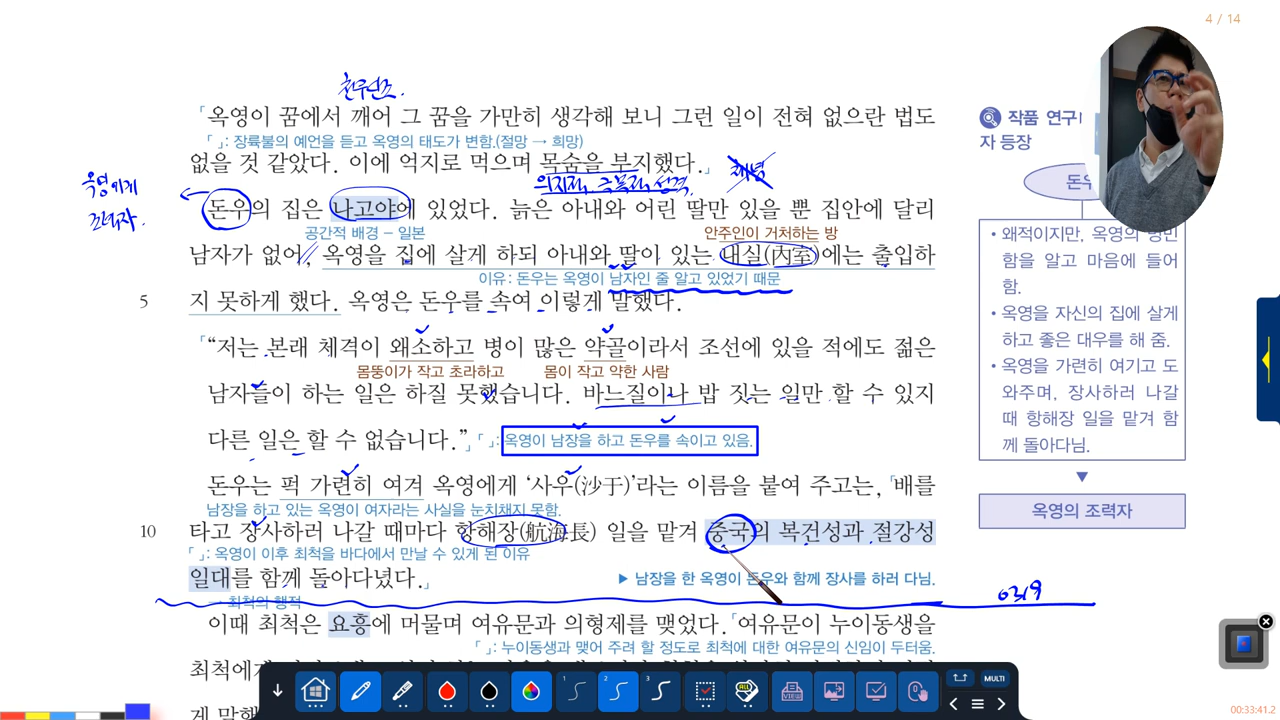 4 / 14
「옥영이 꿈에서 깨어 그 꿈을 가만히 생각해 보니 그런 일이 전혀 없으란 법도
「 」: 장륙불의 예언을 듣고 옥영의 태도가 변함.(절망 → 희망)
없을 것 같았다. 이에 억지로 먹으며 목숨을 부지했다.」
의지적, 극복적, 성격
체념
옥영에게
조력자.
돈우의 집은 나고야에 있었다. 늙은 아내와 어린 딸만 있을 뿐 집안에 달리
공간적 배경 – 일본
안주인이 거처하는 방
남자가 없어, 옥영을 집에 살게 하되 아내와 딸이 있는 내실(內室)에는 출입하
이유: 돈우는 옥영이 남자인 줄 알고 있었기 때문
5 지 못하게 했다. 옥영은 돈우를 속여 이렇게 말했다.
「“저는 본래 체격이 왜소하고 병이 많은 약골이라서 조선에 있을 적에도 젊은
몸뚱이가 작고 초라하고
몸이 작고 약한 사람
남자들이 하는 일은 하질 못했습니다. 바느질이나 밥 짓는 일만 할 수 있지
다른 일은 할 수 없습니다.”」「 」: 옥영이 남장을 하고 돈우를 속이고 있음.
돈우는 퍽 가련히 여겨 옥영에게 ‘사우(沙于)’라는 이름을 붙여 주고는, 「배를
남장을 하고 있는 옥영이 여자라는 사실을 눈치채지 못함.
10 타고 장사하러 나갈 때마다 항해장(航海長) 일을 맡겨 중국의 복건성과 절강성
「 」: 옥영이 이후 최척을 바다에서 만날 수 있게 된 이유
일대를 함께 돌아다녔다.」
▶ 남장을 한 옥영이 돈우와 함께 장사를 하러 다님.
→ 최척의 행적
0319
이때 최척은 요흥에 머물며 여유문과 의형제를 맺었다. 「여유문이 누이동생을
「 」: 누이동생과 맺어 주려 할 정도로 최척에 대한 여유문의 신임이 두터움.
최척에게
게 말했
작품 연구
자 등장
돈우
• 왜적이지만, 옥영의 영민
함을 알고 마음에 들어
함.
• 옥영을 자신의 집에 살게
하고 좋은 대우를 해 줌.
• 옥영을 가련히 여기고 도
와주며, 장사하러 나갈
때 항해장 일을 맡겨 함
께 돌아다님.
▼
옥영의 조력자
VIEW
MULTI
00:33:41.2